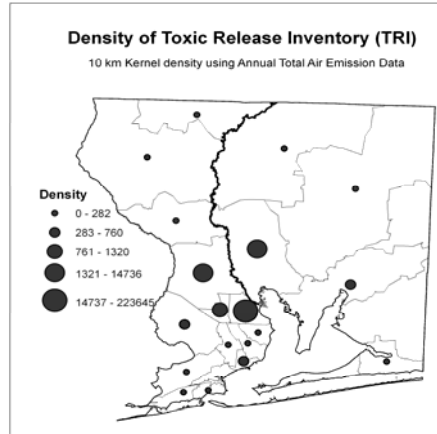 Density of Toxic Release Inventory (TRI)
10 km Kernel density using Annual Total Air Emission Data
Density
0 - 282
283 - 760
761 - 1320
1321 - 14736
14737 - 223645